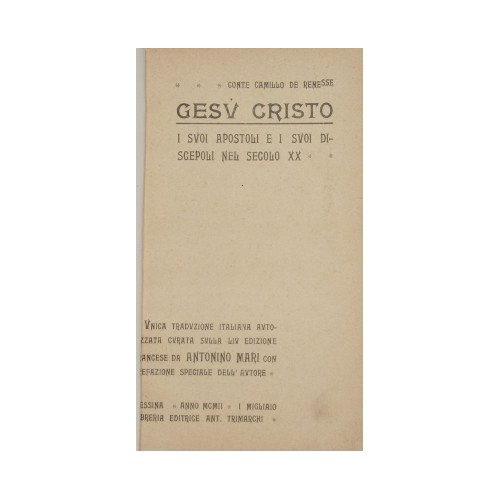 CONTE CAMILLO DE RENESSE
GESV CRISTO
I SVOI APOSTOLI E I SVOI DI-
SCEPOLI NEL SECOLO XX
VNICA TRADVZIONE ITALIANA AVTO-
ZZATA CVRATA SVLLA LIV EDIZIONE
RANCESE DA ANTONINO MARI CON
REFAZIONE SPECIALE DELL'AVTORE
ESSINA * ANNO MCMII * I MIGLIAIO
BRERIA EDITRICE ANT. TRIMARCHI *